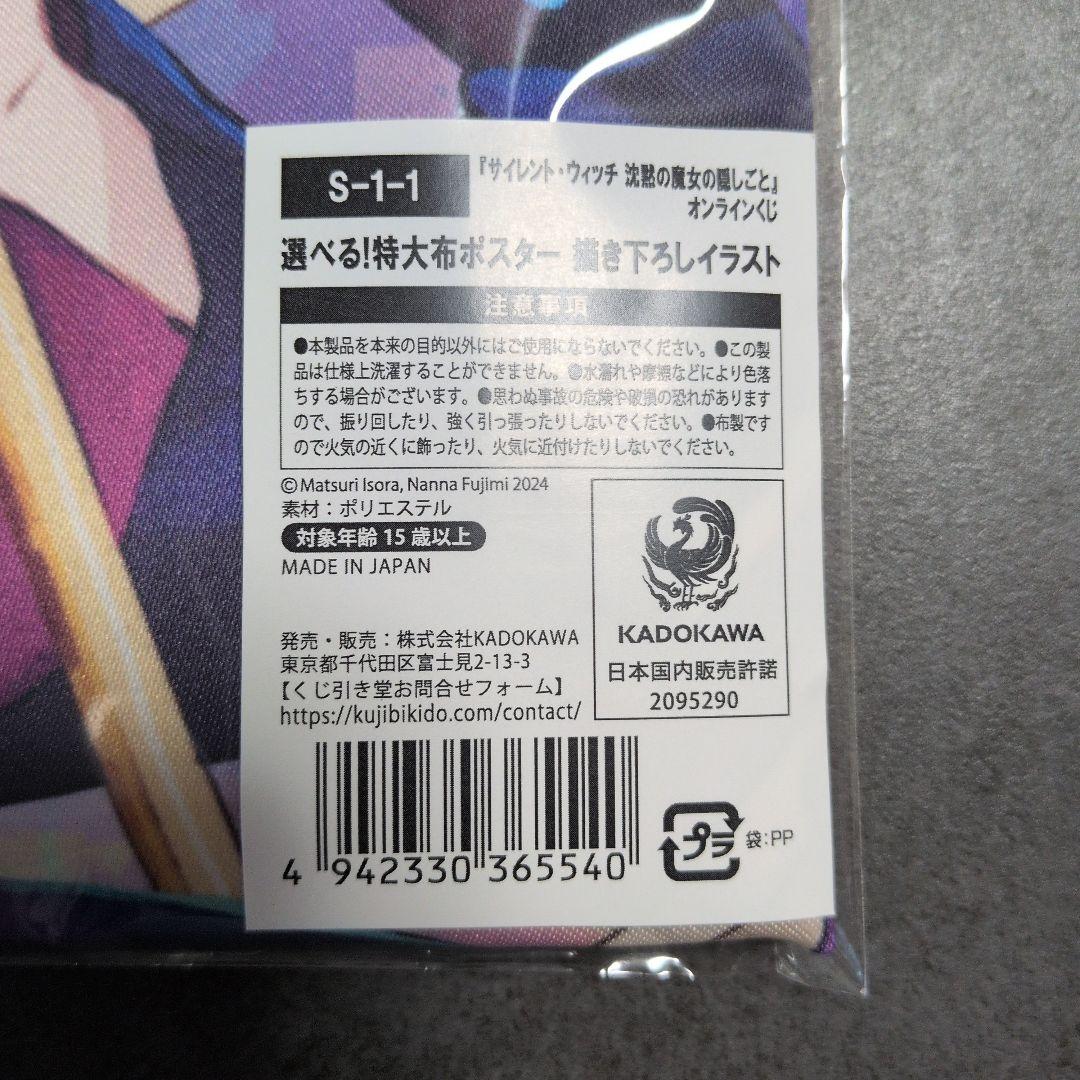 S-1-1
『サイレント・ウィッチ 沈黙の魔女の隠しごと』
オンラインくじ
選べる!特大布ポスター 描き下ろしイラスト
注意事項
●本製品を本来の目的以外にはご使用にならないでください。●この製
品は仕様上洗濯することができません。●水濡れや摩擦などにより色落
ちする場合がございます。●思わぬ事故の危険や破損の恐れがあります
ので、振り回したり、強く引っ張ったりしないでください。●布製です
ので火気の近くに飾ったり、火気に近付けたりしないでください。
©Matsuri Isora, Nanna Fujimi 2024
素材:ポリエステル
対象年齢 15 歳以上
MADE IN JAPAN
発売・販売:株式会社KADOKAWA
東京都千代田区富士見2-13-3
【くじ引き堂お問合せフォーム】
https://kujibikido.com/contact/
KADOKAWA
日本国内販売許諾
2095290
4 942330 365540
プラ
袋:PP